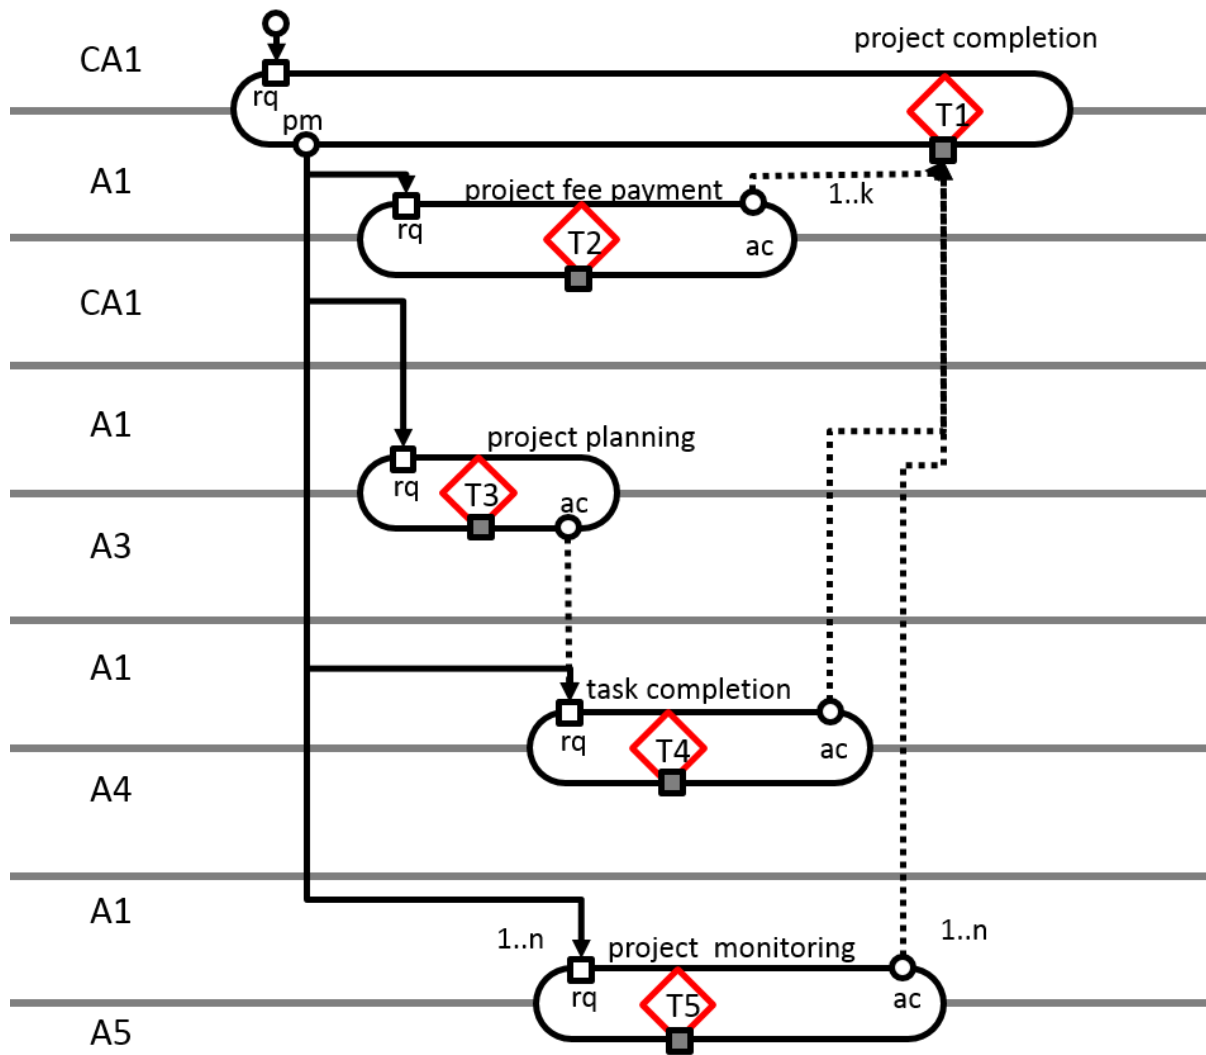 project completion
CA1
rq
T1
pm
A1
project fee payment
1..k
rq
T2
ac
CA1
A1
project planning
rq
T3
ac
A3
A1
task completion
rq
T4
ac
A4
A1
1..n
project monitoring
1..n
rq
T5
ac
A5